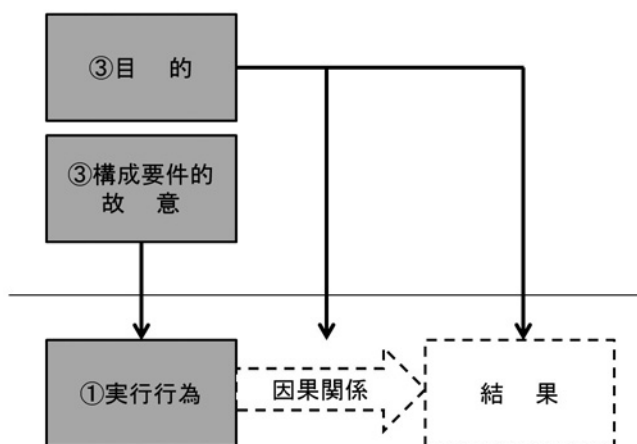 ③目 的
③構成要件的
故 意
①実行行為
因果関係
結 果